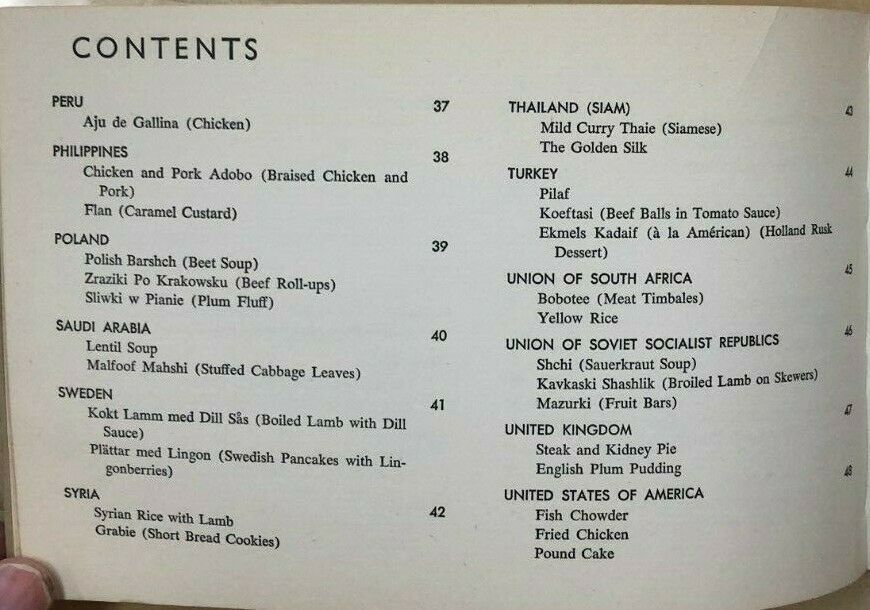 CONTENTS
PERU 37
Aju de Gallina (Chicken)
PHILIPPINES 38
Chicken and Pork Adobo (Braised Chicken and
Pork)
Flan (Caramel Custard)
POLAND 39
Polish Barshch (Beet Soup)
Zraziki Po Krakowsku (Beef Roll-ups)
Sliwki w Pianie (Plum Fluff)
SAUDI ARABIA 40
Lentil Soup
Malfoof Mahshi (Stuffed Cabbage Leaves)
SWEDEN 41
Kokt Lamm med Dill Sås (Boiled Lamb with Dill
Sauce)
Plättar med Lingon (Swedish Pancakes with Lin-
gonberries)
SYRIA 42
Syrian Rice with Lamb
Grabie (Short Bread Cookies)
THAILAND (SIAM) 43
Mild Curry Thaie (Siamese)
The Golden Silk
TURKEY 44
Pilaf
Koeftasi (Beef Balls in Tomato Sauce)
Ekmels Kadaif (à la Américan) (Holland Rusk
Dessert)
UNION OF SOUTH AFRICA 45
Bobotee (Meat Timbales)
Yellow Rice
UNION OF SOVIET SOCIALIST REPUBLICS 46
Shchi (Sauerkraut Soup)
Kavkaski Shashlik (Broiled Lamb on Skewers)
Mazurki (Fruit Bars)
UNITED KINGDOM 47
Steak and Kidney Pie
English Plum Pudding
UNITED STATES OF AMERICA 48
Fish Chowder
Fried Chicken
Pound Cake